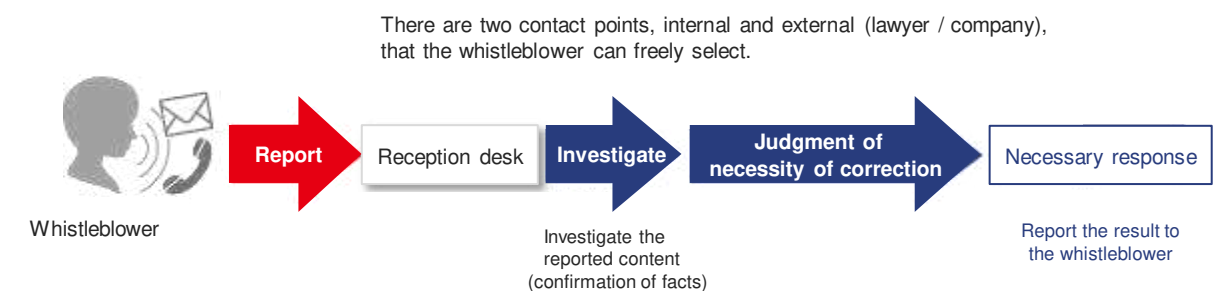 There are two contact points, internal and external (lawyer / company),
that the whistleblower can freely select.
Report
Reception desk
Investigate
Judgment of
necessity of correction
Necessary response
Whistleblower
Investigate the
reported content
(confirmation of facts)
Report the result to
the whistleblower